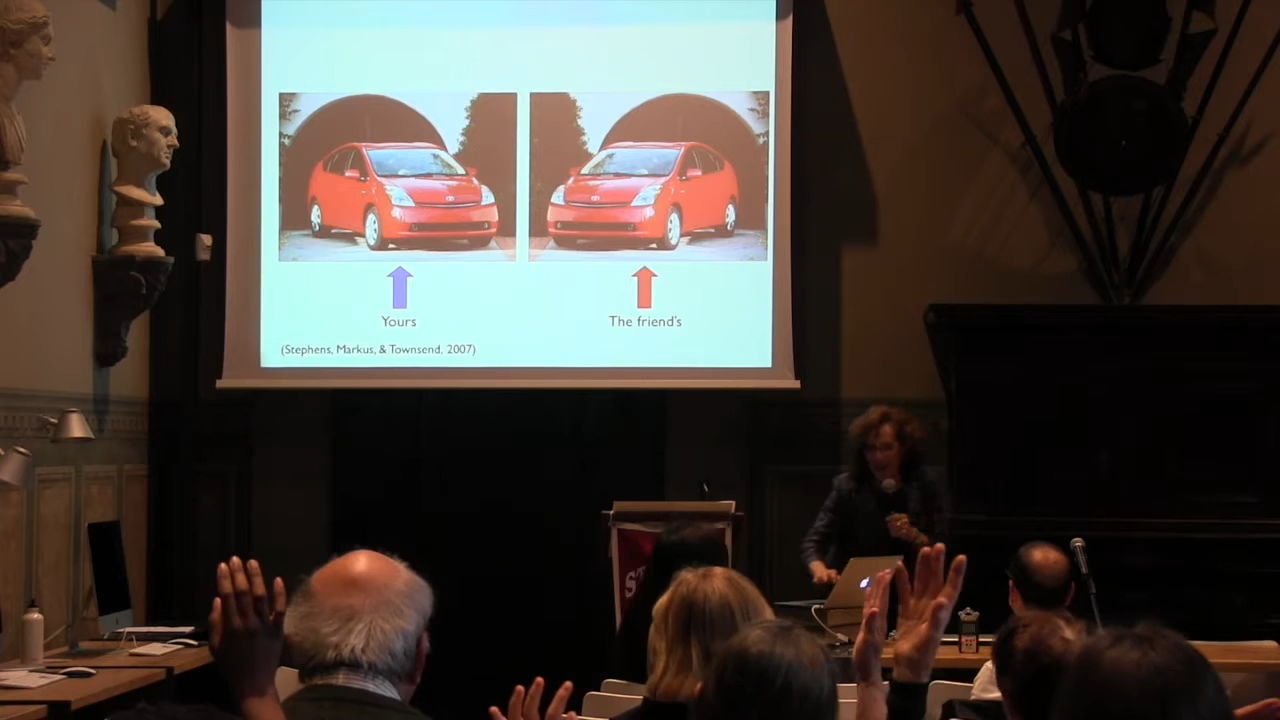 Yours
The friend's
(Stephens, Markus, & Townsend, 2007)